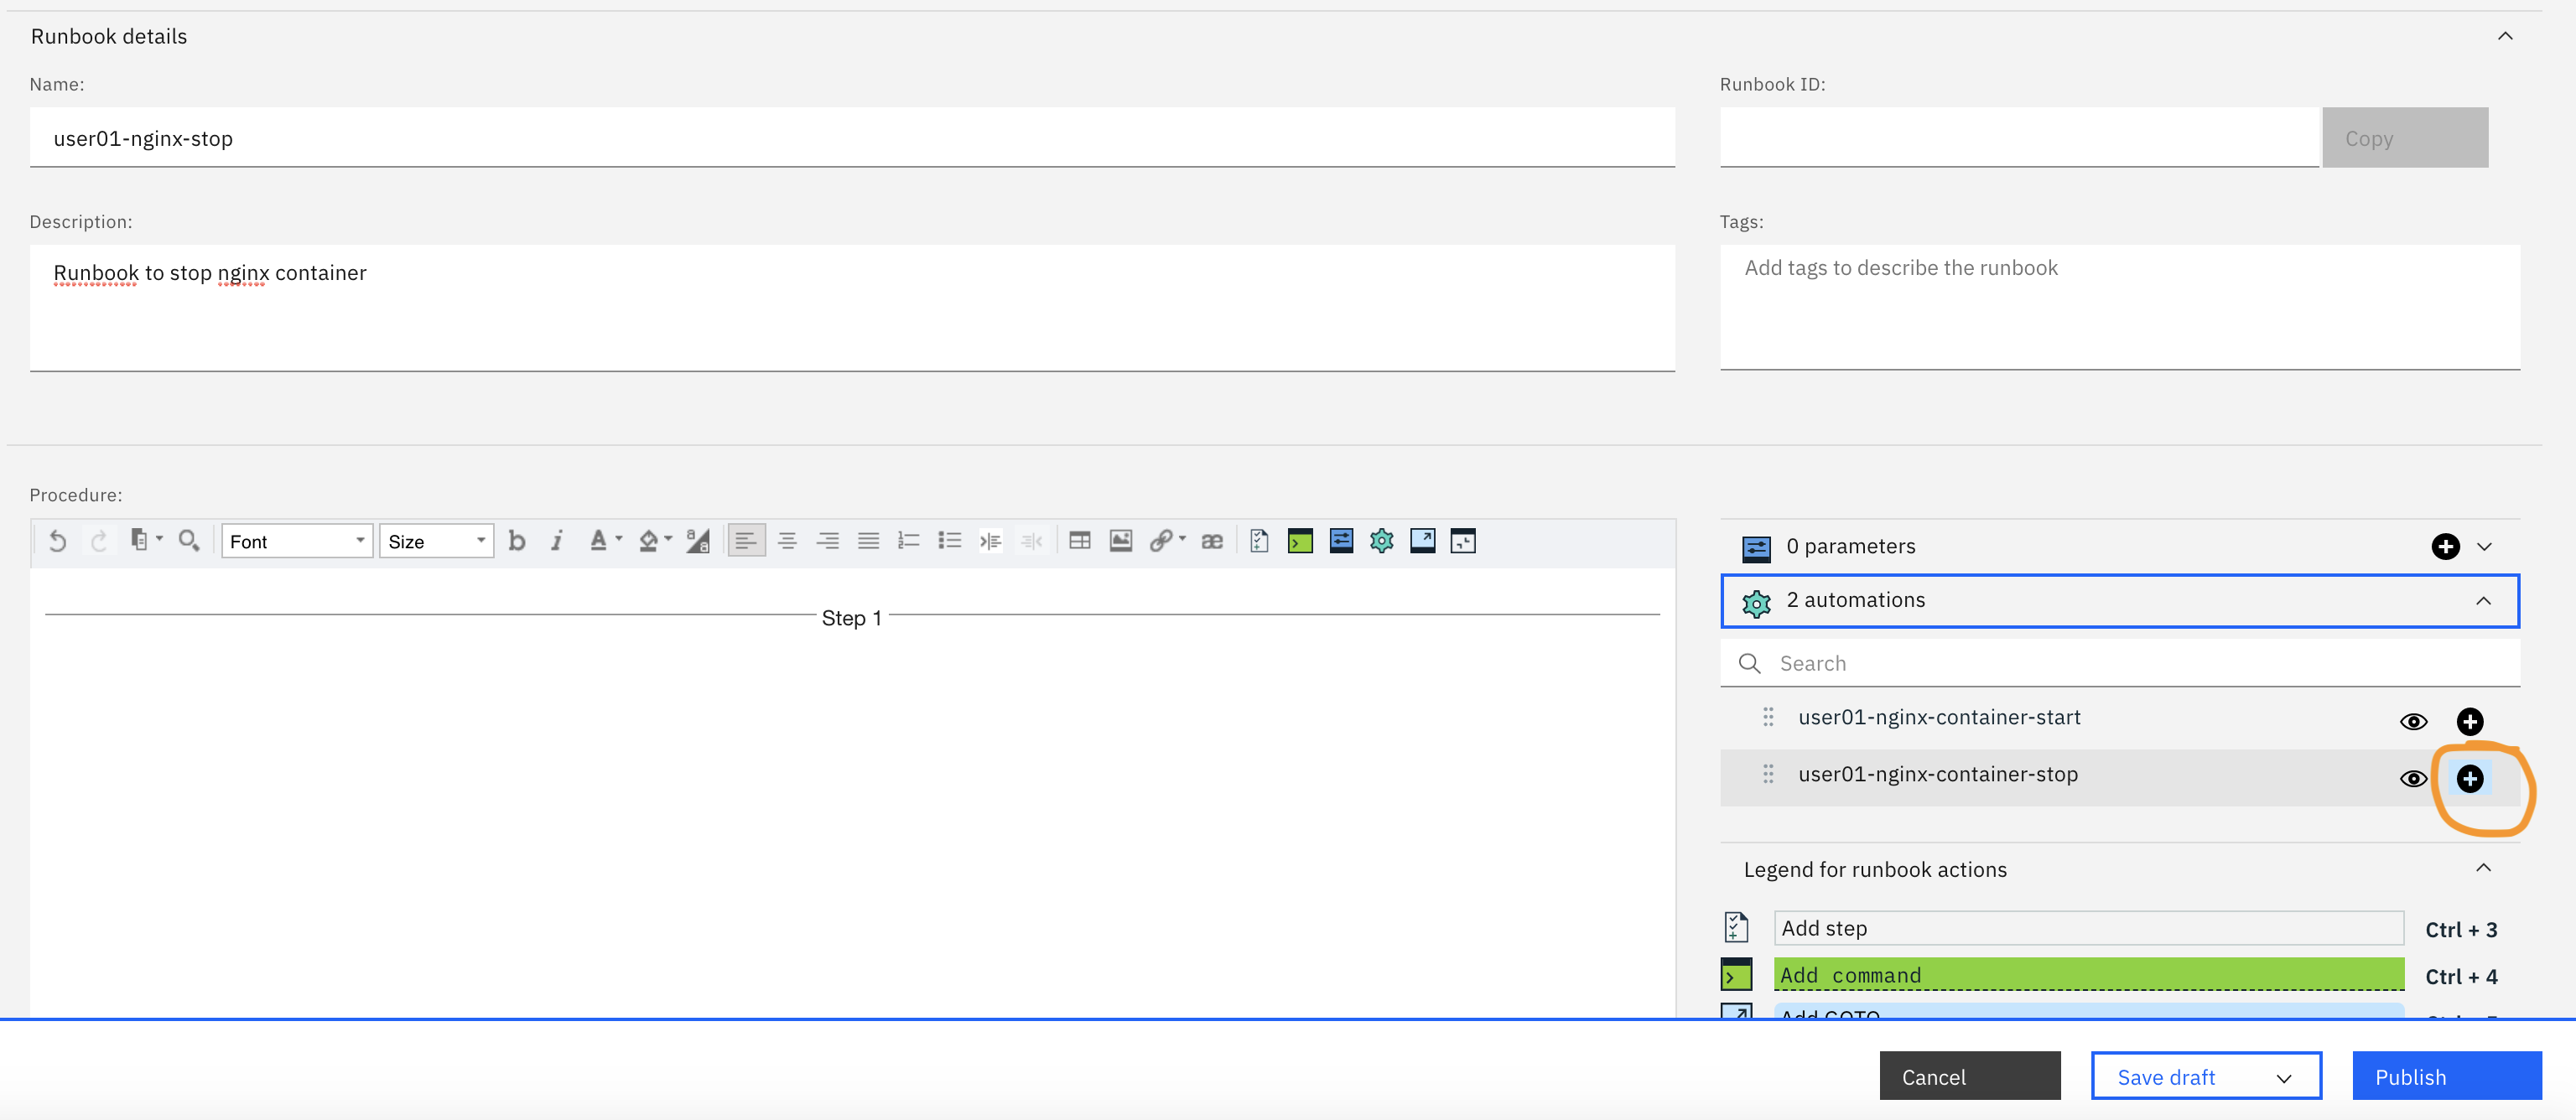 Runbook details
Name:
user01-nginx-stop
Runbook ID:
Copy
Description:
Runbook to stop nginx container
Tags:
Add tags to describe the runbook
Procedure:
Font
Size
b i A a a æ
Step 1
0 parameters
2 automations
Search
user01-nginx-container-start
user01-nginx-container-stop
Legend for runbook actions
Add step Ctrl + 3
Add command Ctrl + 4
Add GOTO
Cancel
Save draft
Publish